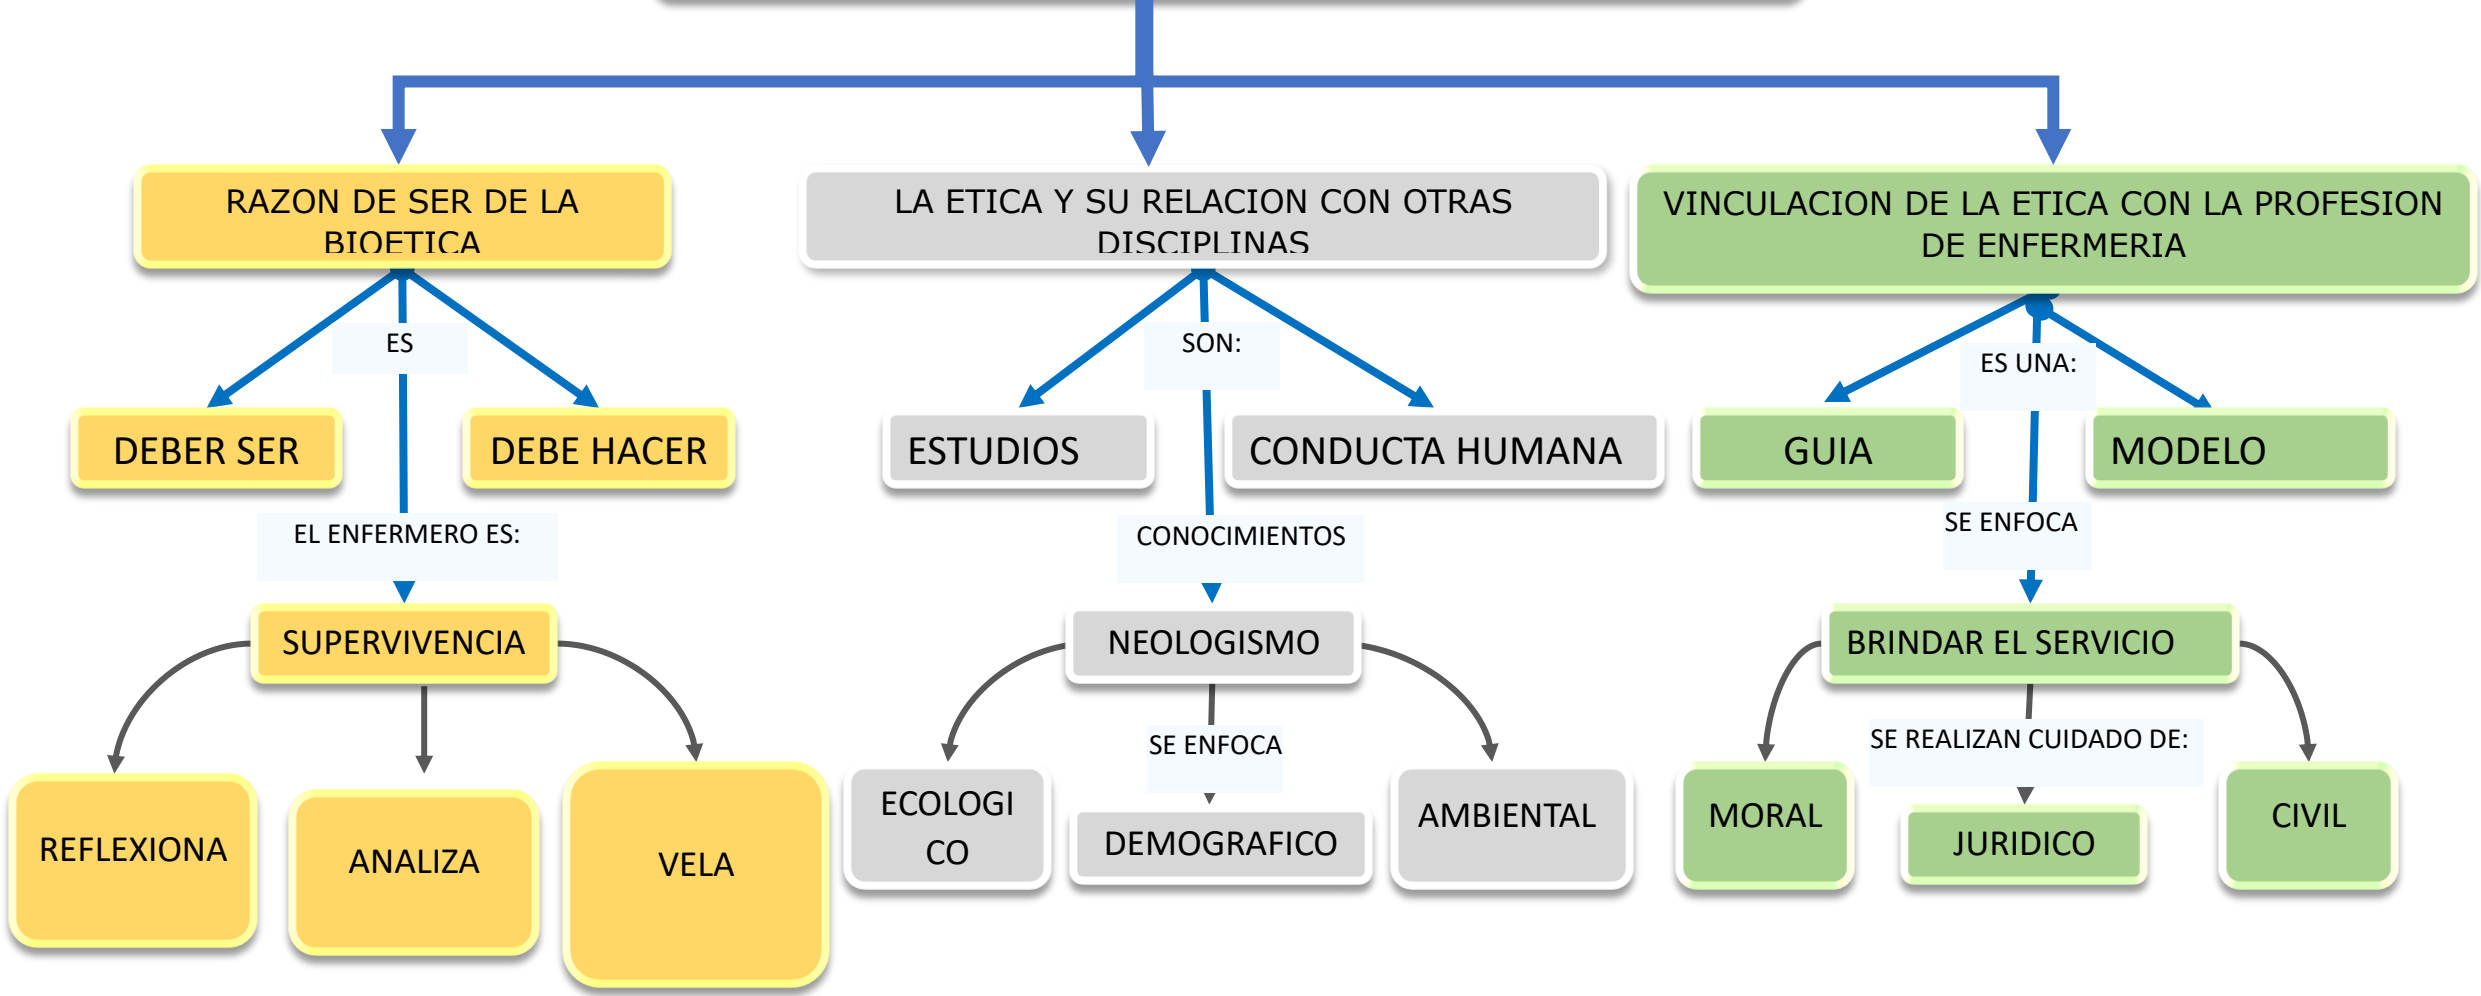 RAZON DE SER DE LA
BIOETICA
LA ETICA Y SU RELACION CON OTRAS
DISCIPLINAS
VINCULACION DE LA ETICA CON LA PROFESION
DE ENFERMERIA
ES
SON:
ES UNA:
DEBER SER
DEBE HACER
ESTUDIOS
CONDUCTA HUMANA
GUIA
MODELO
EL ENFERMERO ES:
CONOCIMIENTOS
SE ENFOCA
SUPERVIVENCIA
NEOLOGISMO
BRINDAR EL SERVICIO
SE ENFOCA
SE REALIZAN CUIDADO DE:
REFLEXIONA
ANALIZA
VELA
ECOLOGI
CO
DEMOGRAFICO
AMBIENTAL
MORAL
JURIDICO
CIVIL